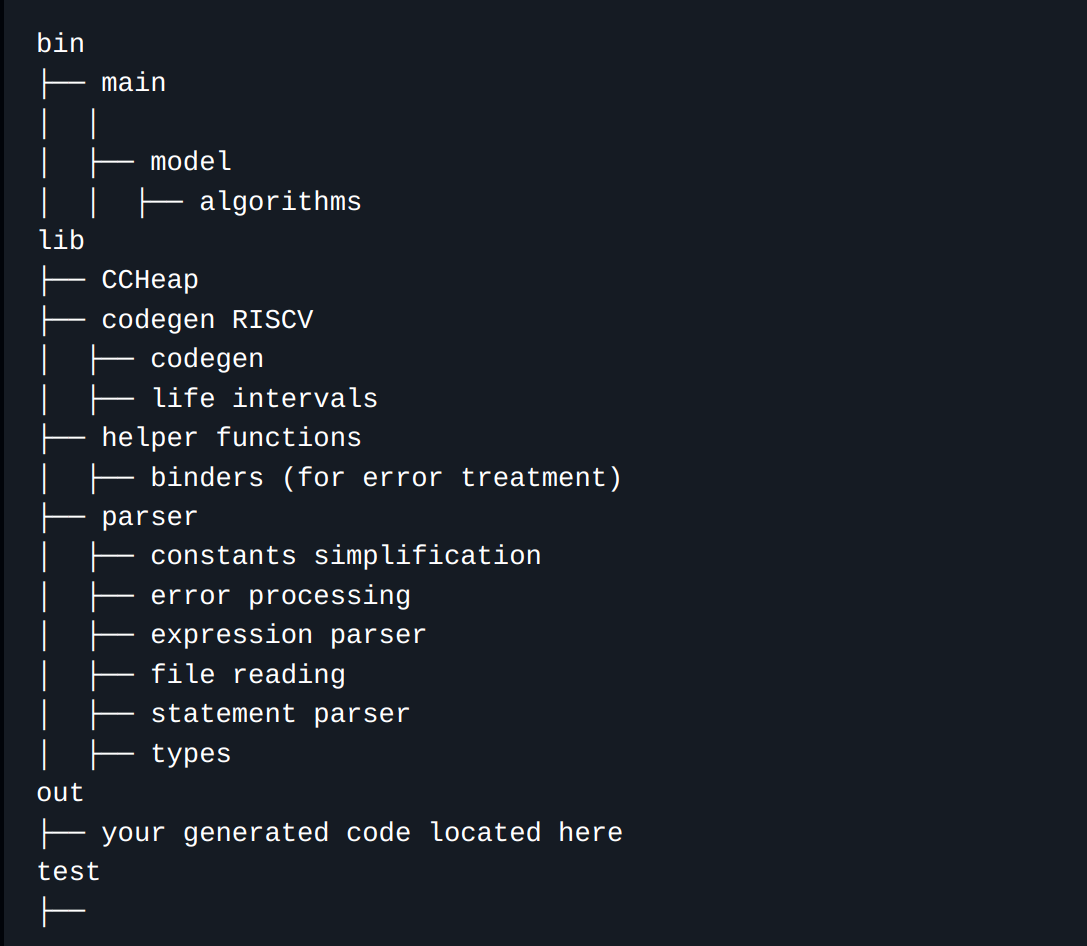 bin
├── main
│  │
│  ├── model
│  │  ├── algorithms
lib
├── CCHeap
├── codegen RISCV
│  ├── codegen
│  ├── life intervals
├── helper functions
│  ├── binders (for error treatment)
├── parser
│  ├── constants simplification
│  ├── error processing
│  ├── expression parser
│  ├── file reading
│  ├── statement parser
│  ├── types
out
├── your generated code located here
test
├──